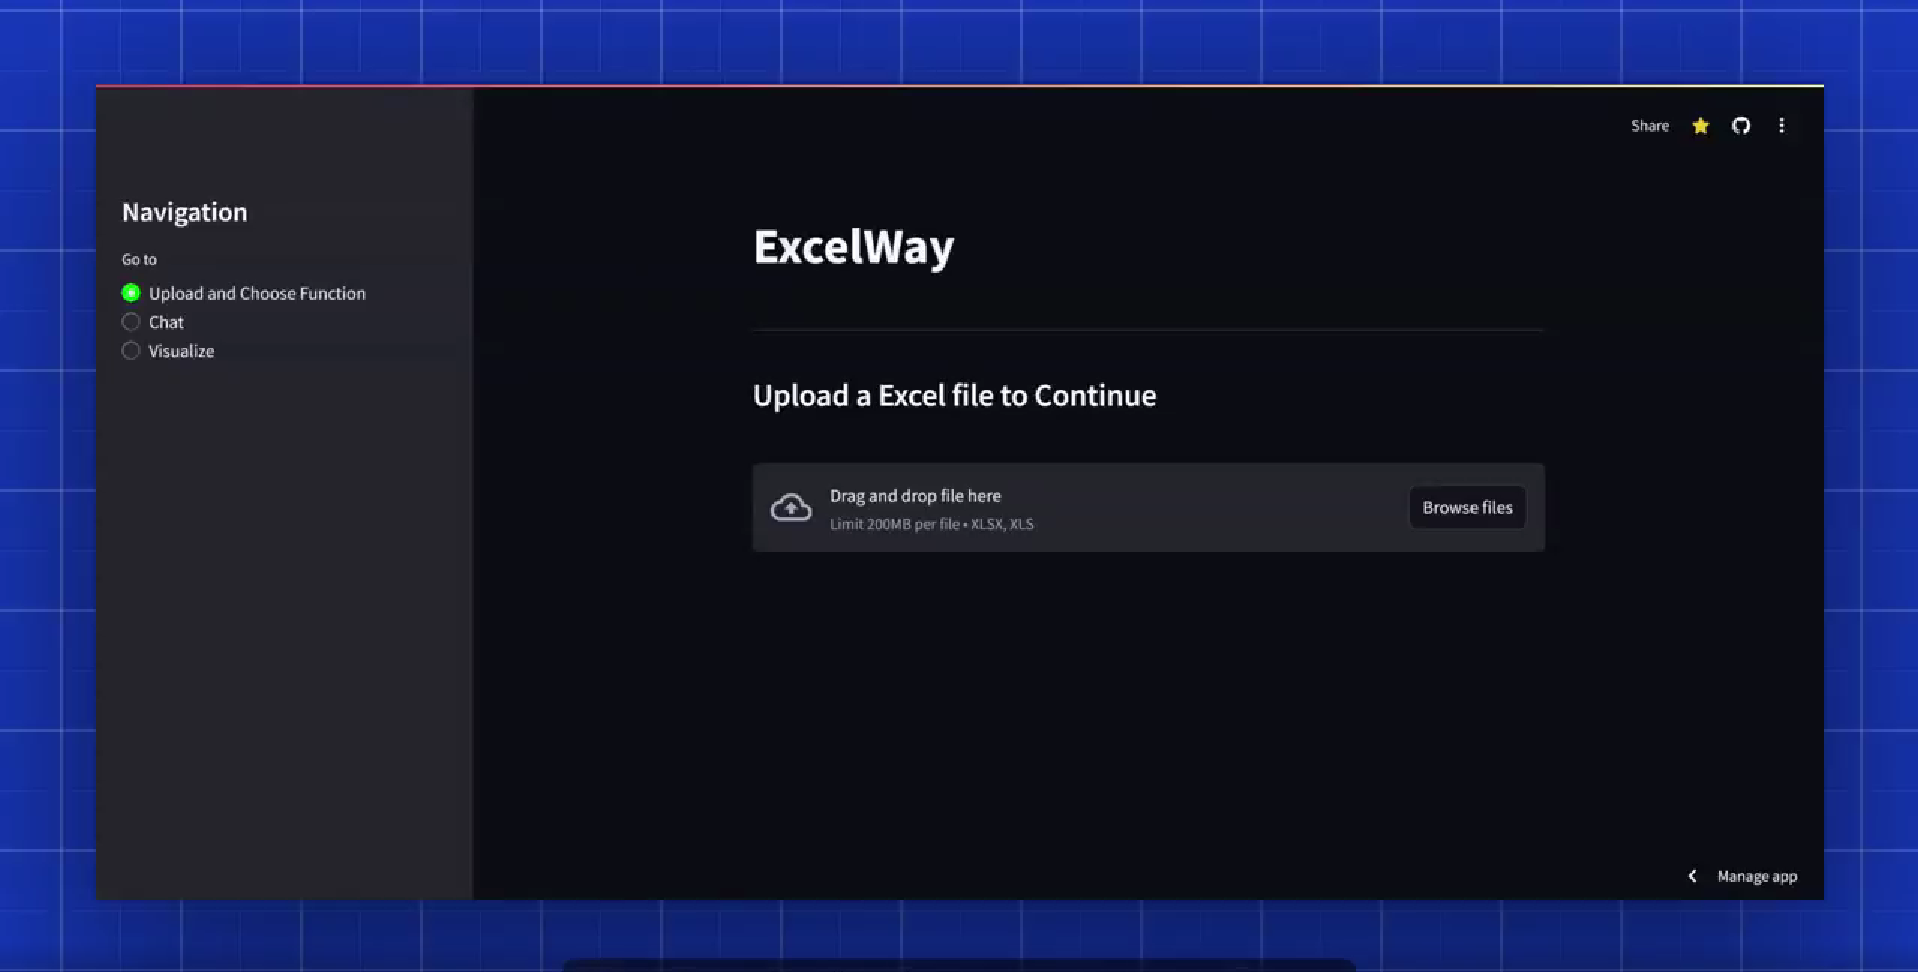 Share
Navigation
Go to
Upload and Choose Function
Chat
Visualize
ExcelWay
Upload a Excel file to Continue
Drag and drop file here
Limit 200MB per file • XLSX, XLS
Browse files
Manage app